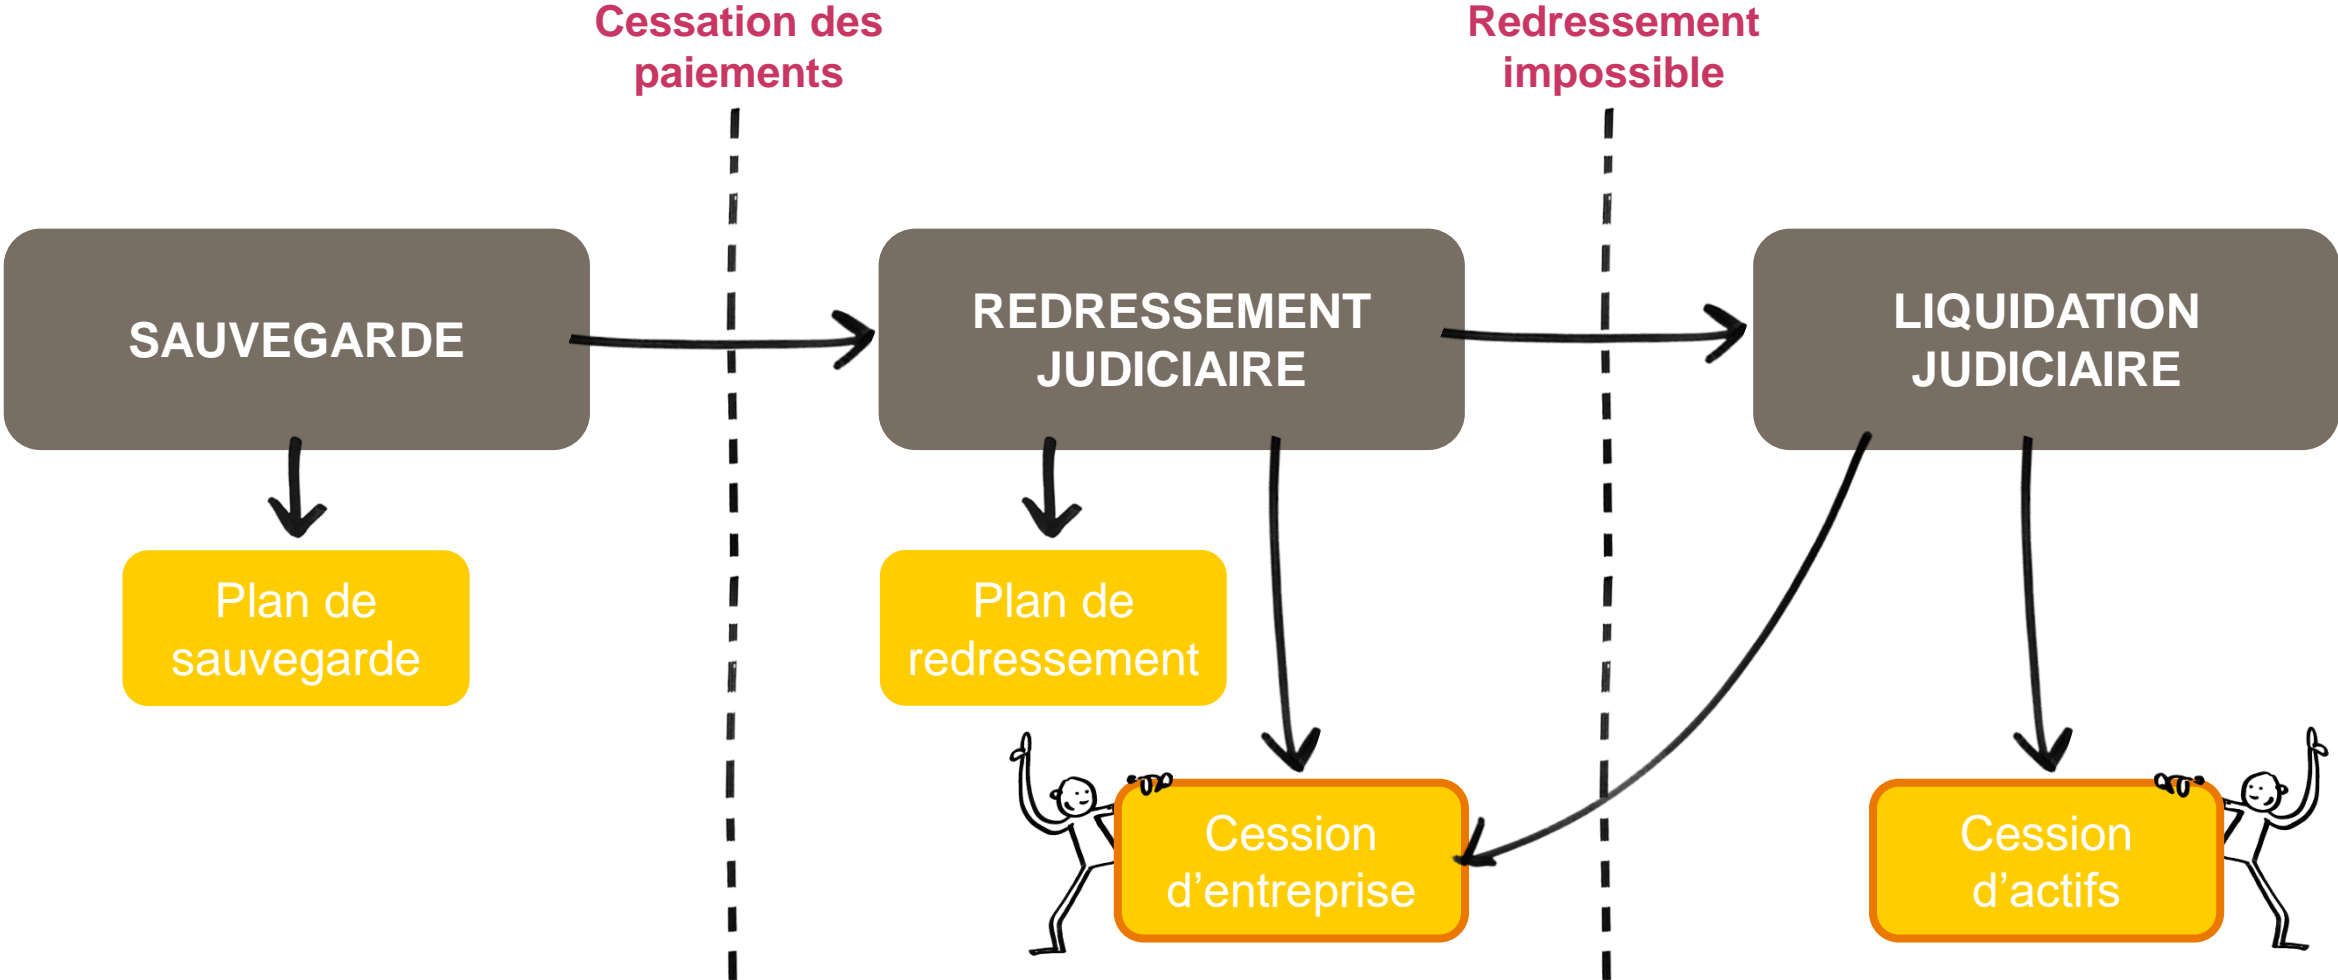 Cessation des
paiements
Redressement
impossible
SAUVEGARDE
REDRESSEMENT
JUDICIAIRE
LIQUIDATION
JUDICIAIRE
Plan de
sauvegarde
Plan de
redressement
Cession
d’entreprise
Cession
d’actifs